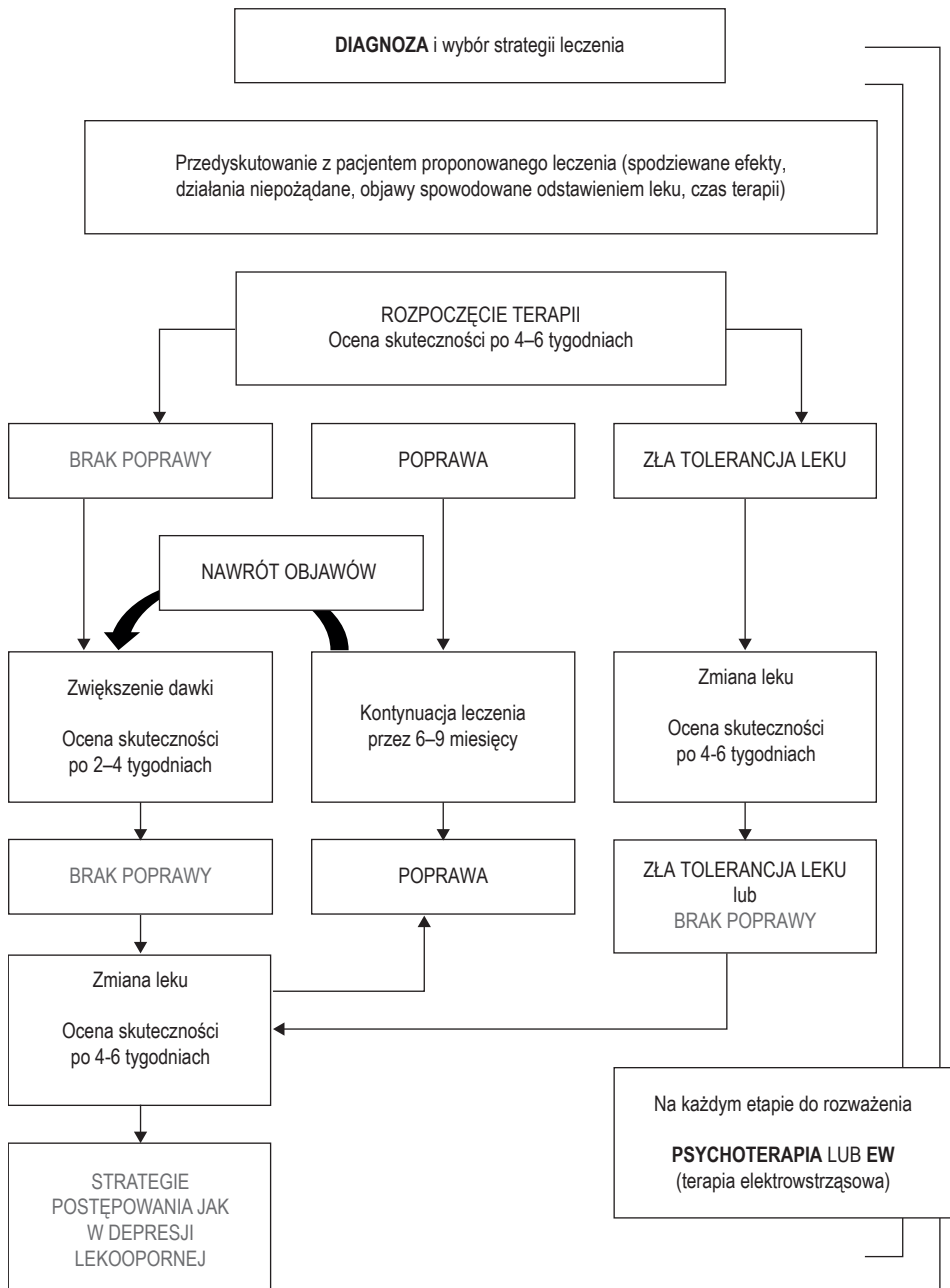 DIAGNOZA i wybór strategii leczenia
Przedyskutowanie z pacjentem proponowanego leczenia (spodziewane efekty,
działania niepożądane, objawy spowodowane odstawieniem leku, czas terapii)
ROZPOCZĘCIE TERAPII
Ocena skuteczności po 4–6 tygodniach
BRAK POPRAWY
POPRAWA
ZŁA TOLERANCJA LEKU
NAWRÓT OBJAWÓW
Zwiększenie dawki
Ocena skuteczności
po 2–4 tygodniach
Kontynuacja leczenia
przez 6–9 miesięcy
Zmiana leku
Ocena skuteczności
po 4-6 tygodniach
BRAK POPRAWY
POPRAWA
ZŁA TOLERANCJA LEKU
lub
BRAK POPRAWY
Zmiana leku
Ocena skuteczności
po 4-6 tygodniach
Na każdym etapie do rozważenia
PSYCHOTERAPIA LUB EW
(terapia elektrowstrząsowa)
STRATEGIE
POSTĘPOWANIA JAK
W DEPRESJI
LEKOOPORNEJ